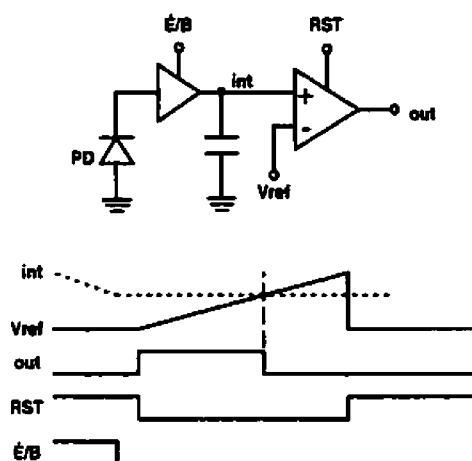 Ė/B
RST
int
out
PD
+
-
Vref
int
Vref
out
RST
Ė/B